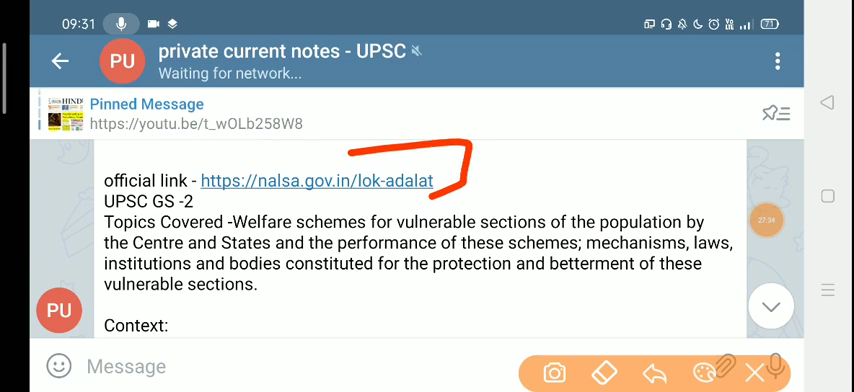 09:31
71
PU
private current notes - UPSC
Waiting for network...
Pinned Message
https://youtu.be/t_wOLb258W8
official link - https://nalsa.gov.in/lok-adalat
UPSC GS -2
Topics Covered -Welfare schemes for vulnerable sections of the population by
the Centre and States and the performance of these schemes; mechanisms, laws,
institutions and bodies constituted for the protection and betterment of these
vulnerable sections.
27:34
PU
Context:
Message